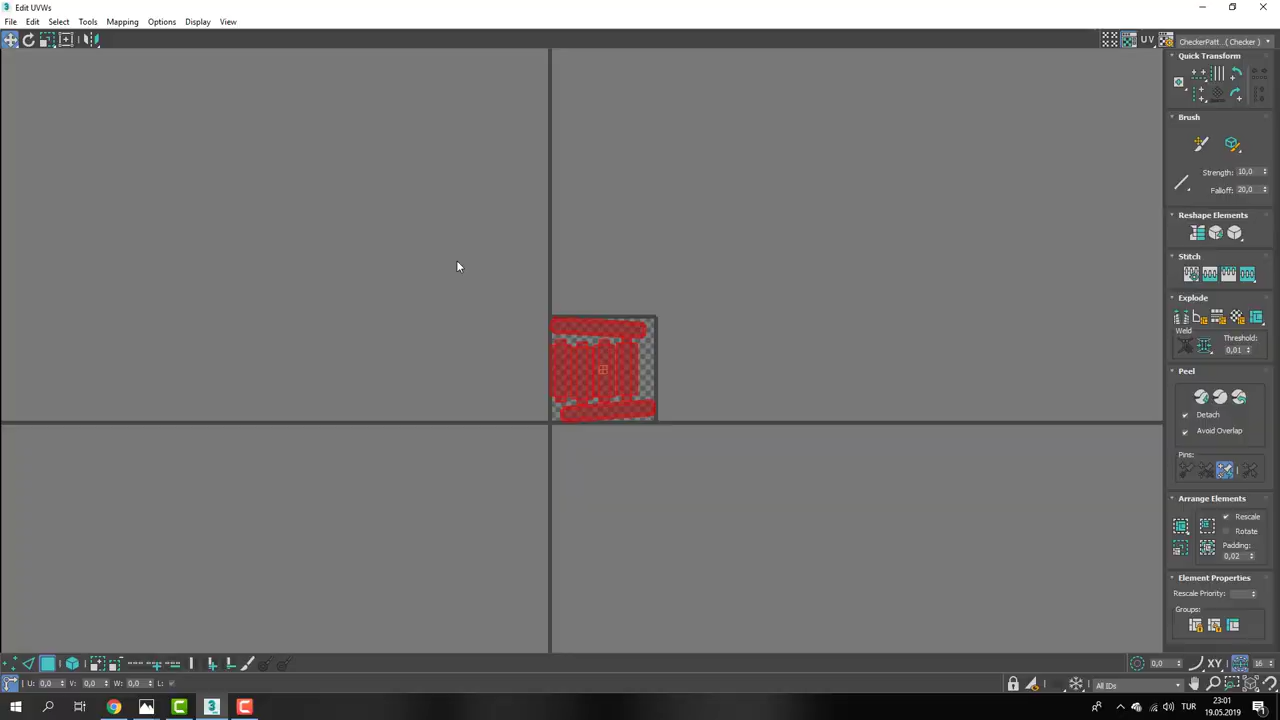 3 Edit UVWs
File Edit Select Tools Mapping Options Display View
UV CheckerPatt.. ( Checker )
Quick Transform
Brush
Strength: 10,0
Falloff: 20,0
Reshape Elements
Stitch
Explode
Weld
Threshold:
0,01
Peel
Detach
Avoid Overlap
Pins:
Arrange Elements
Rescale
Rotate
Padding:
0,02
Element Properties
Rescale Priority:
Groups:
0,0 XY 16
U: 0,0 V: 0,0 W: 0,0 L: All IDs
3 TUR 23:01
19.05.2019 1